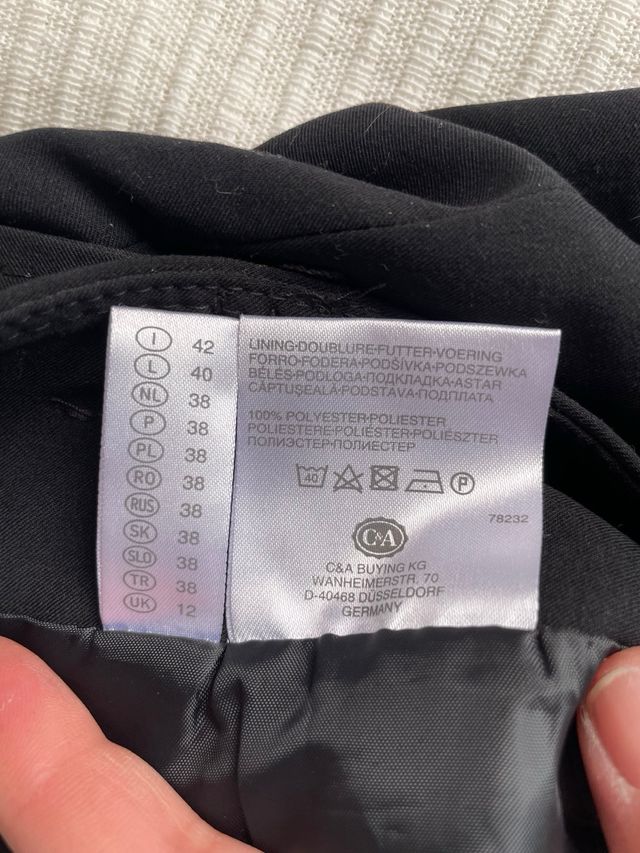 I 42
L 40
NL 38
P 38
PL 38
RO 38
RUS 38
SK 38
SLO 38
TR 38
UK 12
LINING·DOUBLURE·FUTTER·VOERING
FORRO·FODERA·PODŠÍVKA·PODSZEWKA
BÉLÉS·PODLOGA·ПОДКЛАДКА·ASTAR
CĂPTUŞEALĂ·PODSTAVA·ПОДПЛАТА
100% POLYESTER·POLIESTER
POLIESTERE·POLIÉSTER·POLIÉSZTER
ПОЛИЭСТЕР·ПОЛИЕСТЕР
40 P
78232
C&A
C&A BUYING KG
WANHEIMERSTR. 70
D-40468 DÜSSELDORF
GERMANY